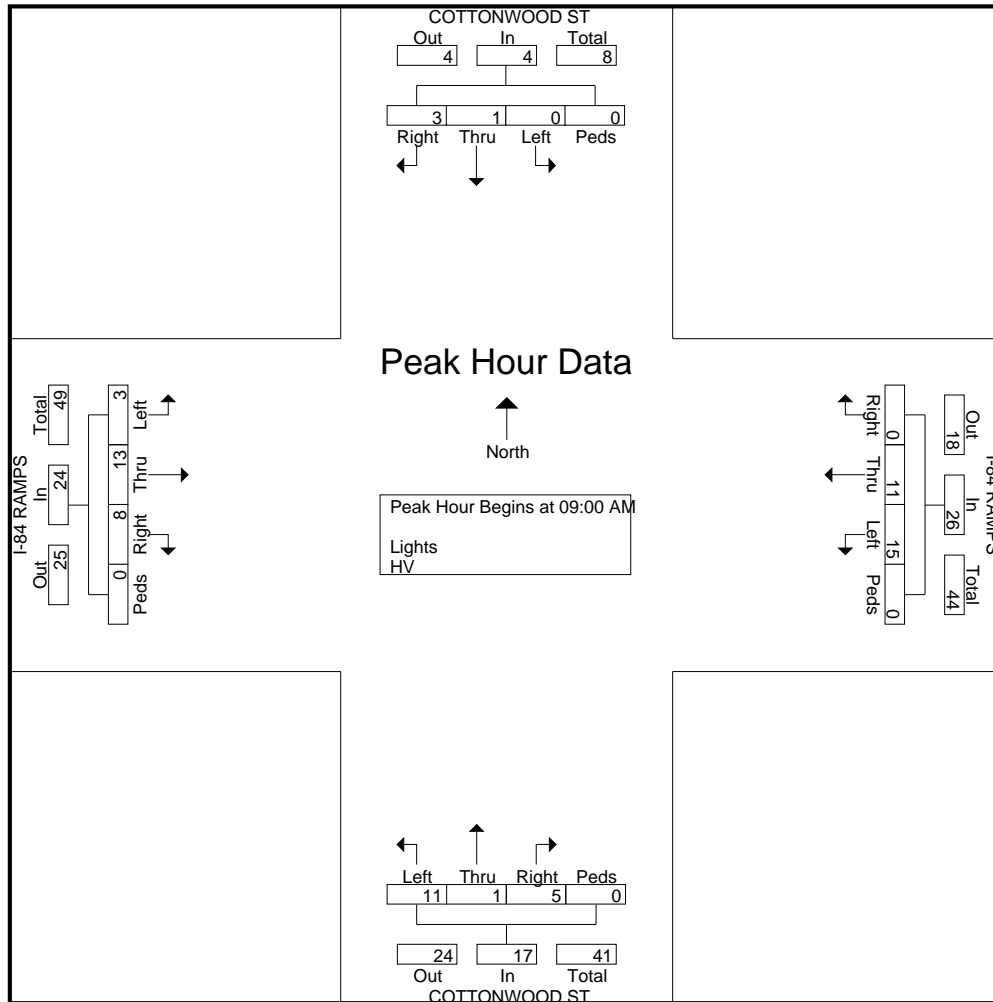 COTTONWOOD ST
Out In Total
4 4 8
3 1 0 0
Right Thru Left Peds
Peak Hour Data
North
Peak Hour Begins at 09:00 AM
Lights
HV
I-84 RAMPS
Out In Total
25 24 49
3 13 8 0
Left Thru Right Peds
I-84 RAMPS
Out In Total
18 26 44
0 11 15 0
Right Thru Left Peds
Left Thru Right Peds
11 1 5 0
24 17 41
Out In Total
COTTONWOOD ST